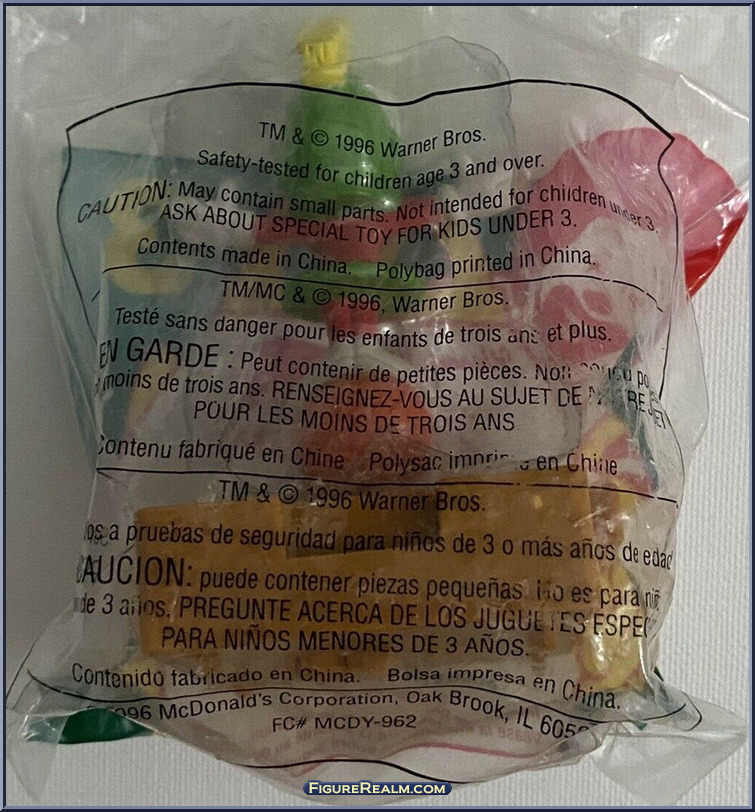 TM & © 1996 Warner Bros.
Safety-tested for children age 3 and over.
CAUTION: May contain small parts. Not intended for children under 3.
ASK ABOUT SPECIAL TOY FOR KIDS UNDER 3.
Contents made in China. Polybag printed in China.
TM/MC & © 1996, Warner Bros.
Testé sans danger pour les enfants de trois ans et plus.
EN GARDE : Peut contenir de petites pièces. Non
moins de trois ans. RENSEIGNEZ-VOUS AU SUJET DE
POUR LES MOINS DE TROIS ANS
Contenu fabriqué en Chine Polysac en Chine
TM & © 1996 Warner Bros.
a pruebas de seguridad para niños de 3 o más años de edad
CAUCION: puede contener piezas pequeñas. No es para
de 3 años. PREGUNTE ACERCA DE LOS JUGUETES
PARA NIÑOS MENORES DE 3 AÑOS.
Contenido fabricado en China. Bolsa impresa en China.
© 1996 McDonald's Corporation, Oak Brook, IL
FC# MCDY-962
FIGUREREALM.COM